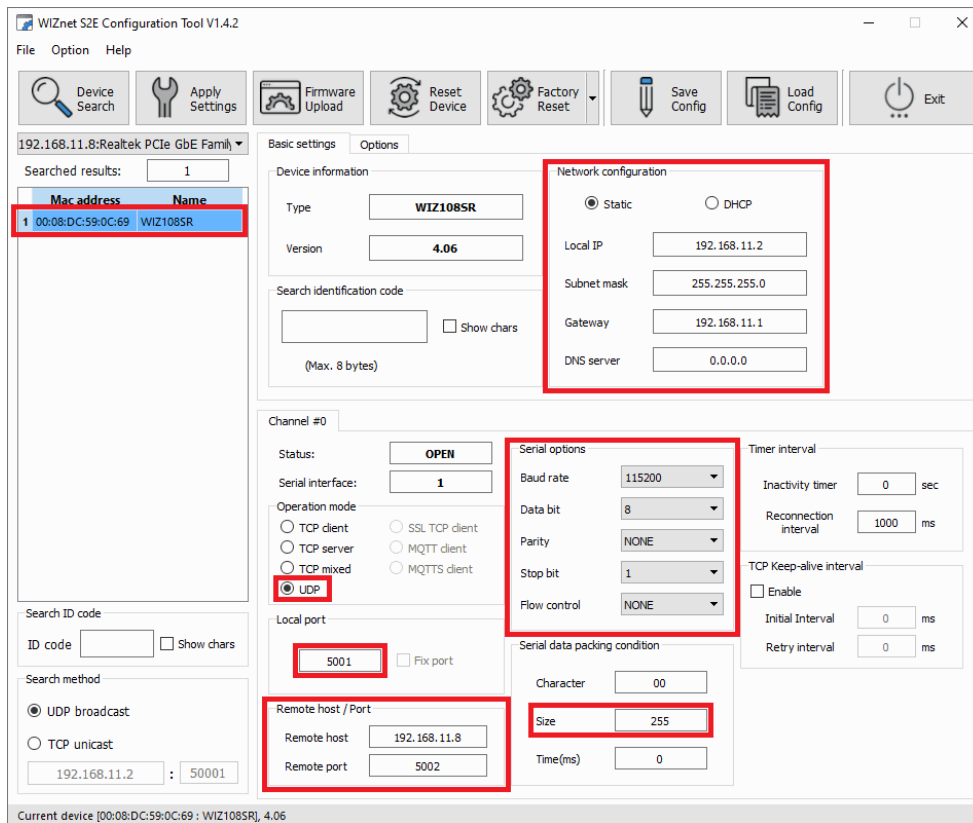 WIZnet S2E Configuration Tool V1.4.2
File Option Help
Device Search
Apply Settings
Firmware Upload
Reset Device
Factory Reset
Save Config
Load Config
Exit
192.168.11.8:Realtek PCIe GbE Family
Searched results: 1
Mac address Name
1 00:08:DC:59:0C:69 WIZ108SR
Search ID code
ID code Show chars
Search method
UDP broadcast
TCP unicast
192.168.11.2 : 50001
Basic settings Options
Device information
Type WIZ108SR
Version 4.06
Search identification code
Show chars
(Max. 8 bytes)
Network configuration
Static DHCP
Local IP 192.168.11.2
Subnet mask 255.255.255.0
Gateway 192.168.11.1
DNS server 0.0.0.0
Channel #0
Status: OPEN
Serial interface: 1
Operation mode
TCP client SSL TCP client
TCP server MQTT client
TCP mixed MQTTS client
UDP
Local port
5001 Fix port
Remote host / Port
Remote host 192.168.11.8
Remote port 5002
Serial options
Baud rate 115200
Data bit 8
Parity NONE
Stop bit 1
Flow control NONE
Serial data packing condition
Character 00
Size 255
Time(ms) 0
Timer interval
Inactivity timer 0 sec
Reconnection
interval 1000 ms
TCP Keep-alive interval
Enable
Initial Interval 0 ms
Retry interval 0 ms
Current device [00:08:DC:59:0C:69 : WIZ108SR], 4.06